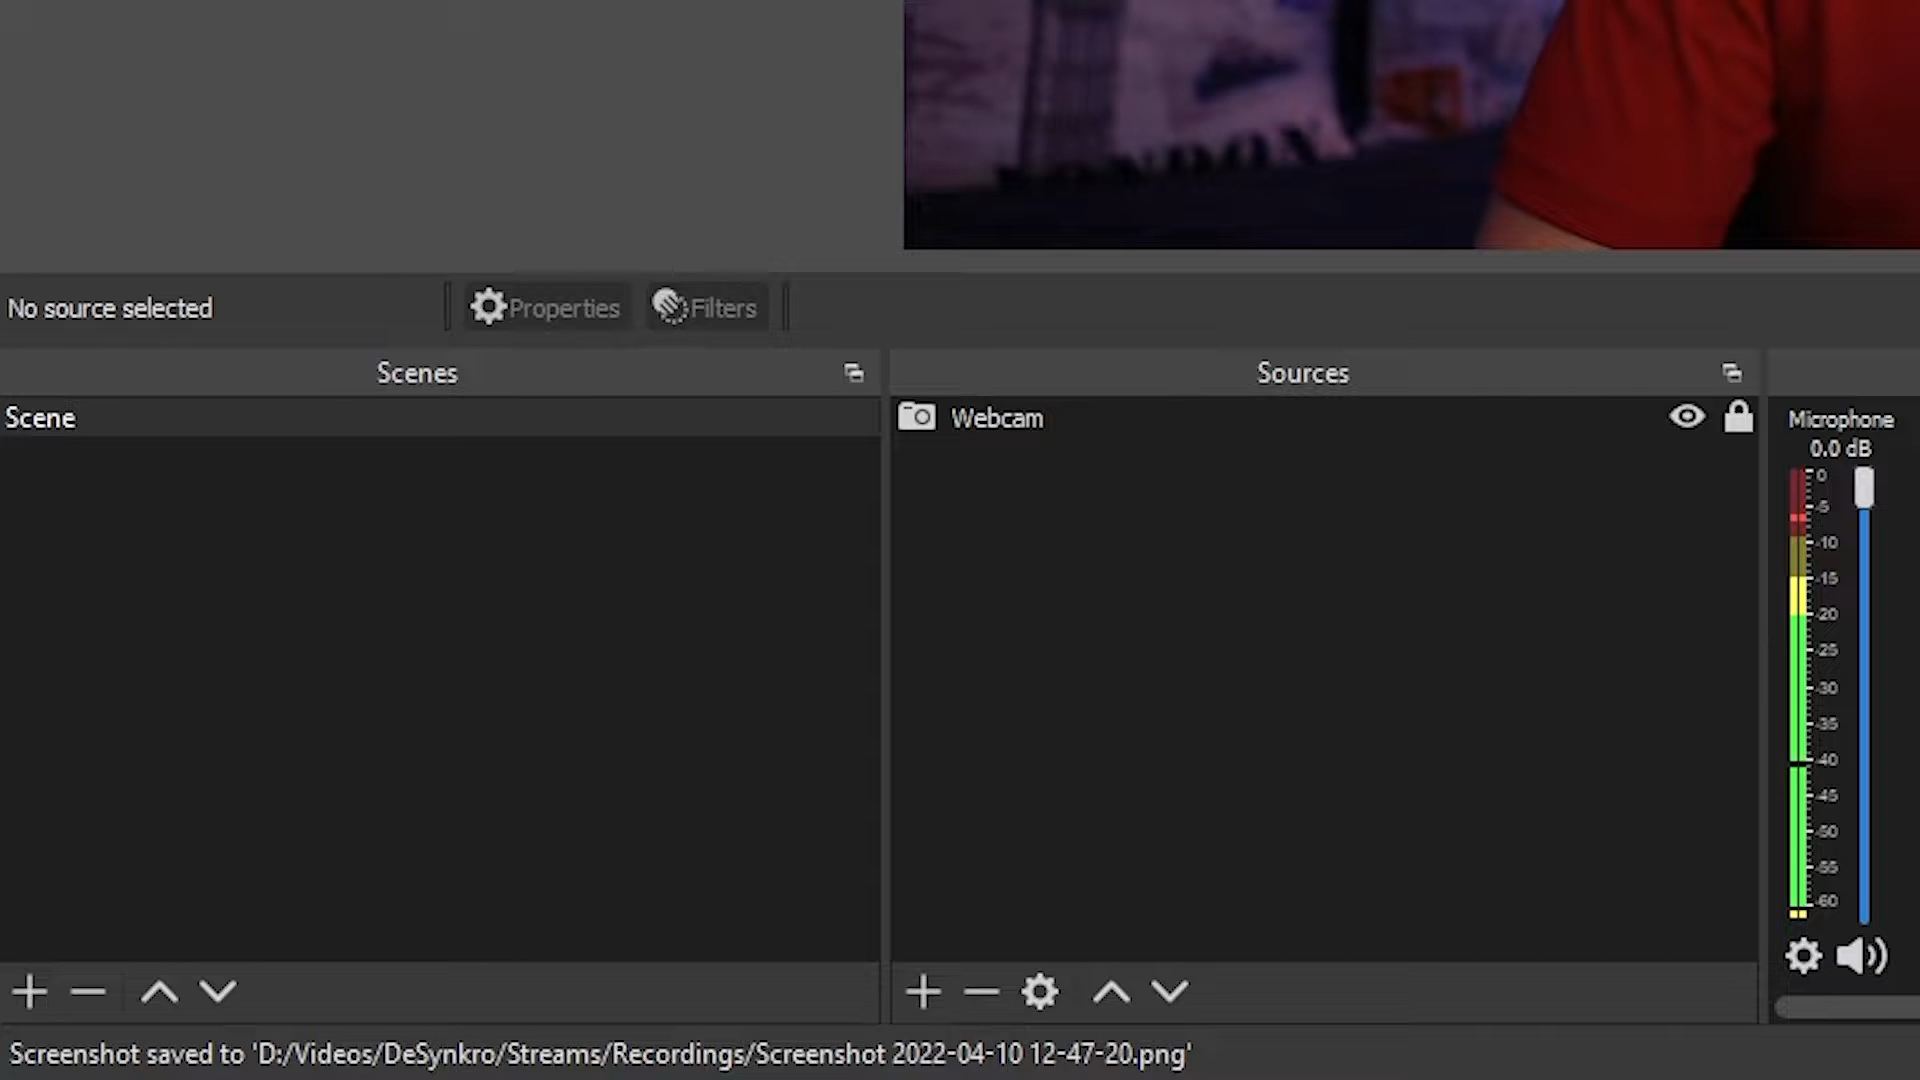 LONDON
No source selected
Properties
Filters
Scenes
Sources
Scene
Webcam
Microphone
0.0 dB
0
-5
-10
-15
-20
-25
-30
-35
-40
-45
-50
-55
-60
Screenshot saved to 'D:/Videos/DeSynkro/Streams/Recordings/Screenshot 2022-04-10 12-47-20.png'